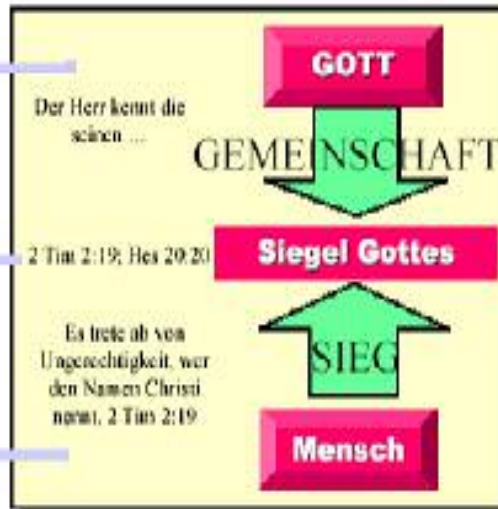 GOTT
Der Herr kennt die
seinen ...
GEMEINSCHAFT
2 Tim 2:19; Hes 20:20
Siegel Gottes
Es trete ab von
Ungerechtigkeit, wer
den Namen Christi
nennt, 2 Tim 2:19
SIEG
Mensch